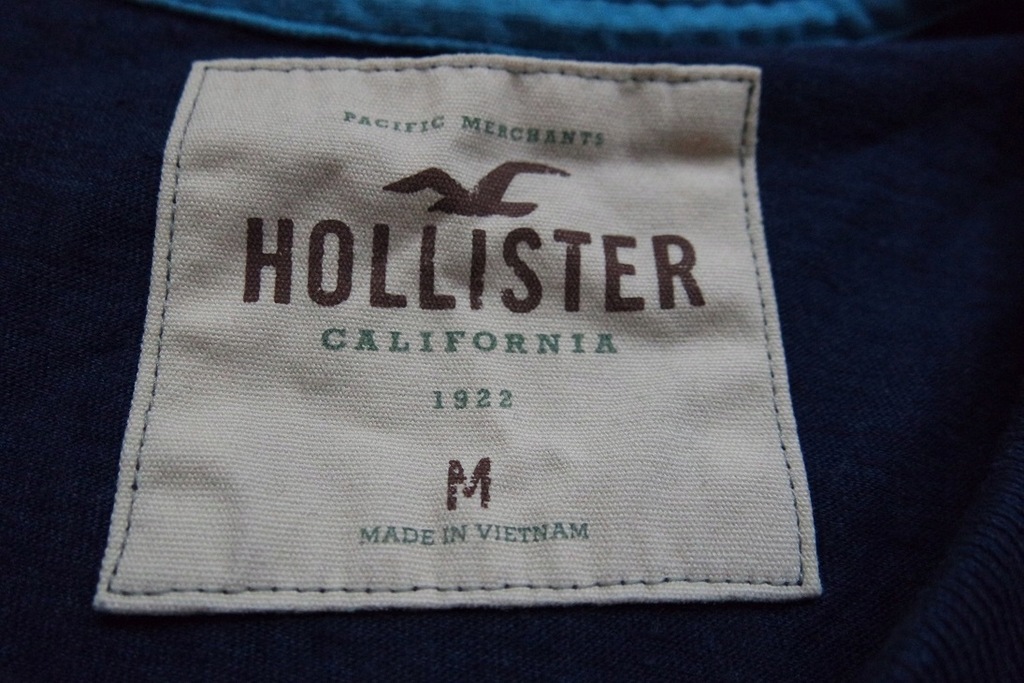 PACIFIC MERCHANTS
HOLLISTER
CALIFORNIA
1922
M
MADE IN VIETNAM